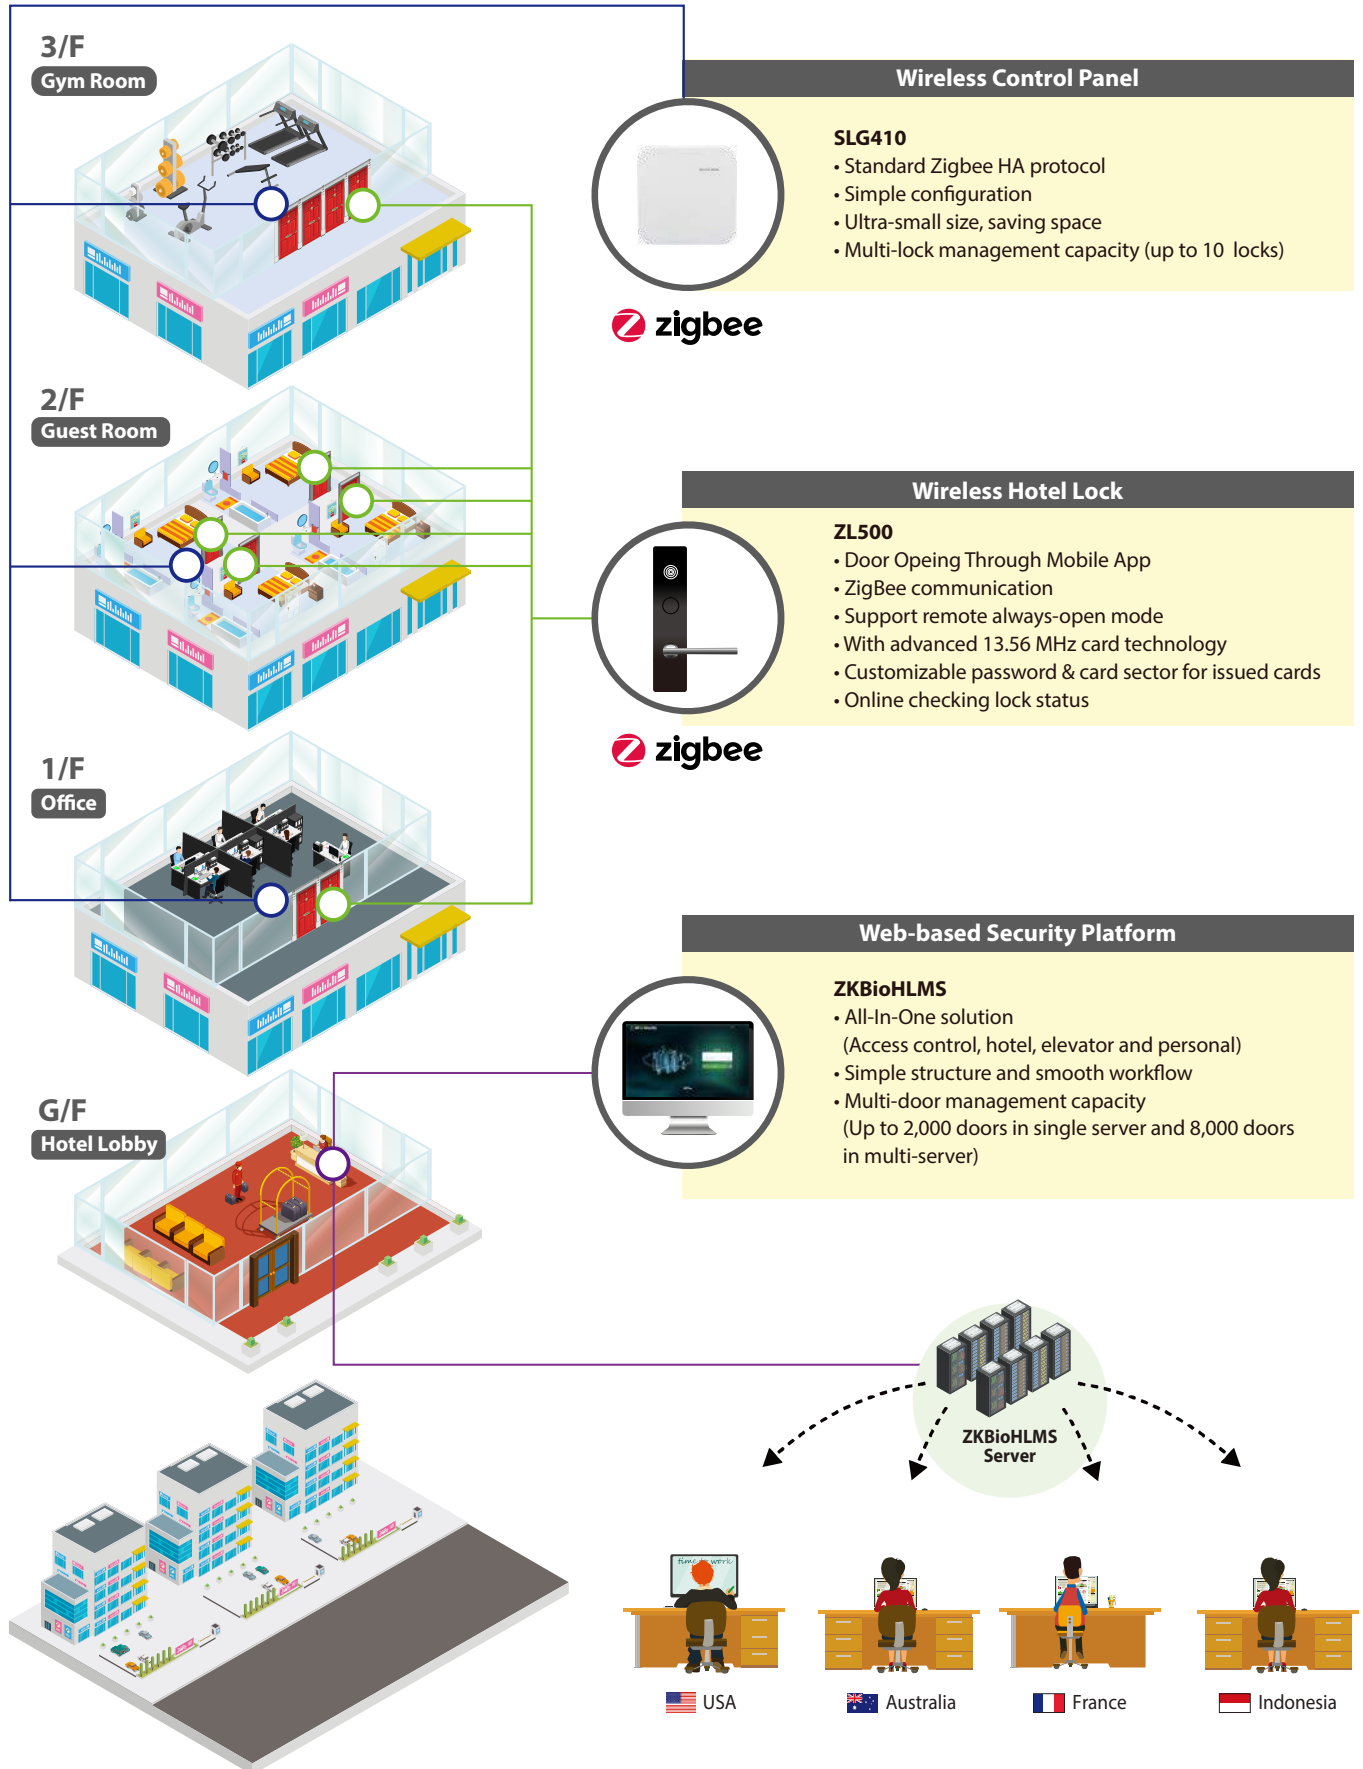 3/F
Gym Room
Wireless Control Panel
SLG410
• Standard Zigbee HA protocol
• Simple configuration
• Ultra-small size, saving space
• Multi-lock management capacity (up to 10 locks)
zigbee
2/F
Guest Room
Wireless Hotel Lock
ZL500
• Door Opeing Through Mobile App
• ZigBee communication
• Support remote always-open mode
• With advanced 13.56 MHz card technology
• Customizable password & card sector for issued cards
• Online checking lock status
zigbee
1/F
Office
Web-based Security Platform
ZKBioHLMS
• All-In-One solution
(Access control, hotel, elevator and personal)
• Simple structure and smooth workflow
• Multi-door management capacity
(Up to 2,000 doors in single server and 8,000 doors
in multi-server)
G/F
Hotel Lobby
ZKBioHLMS
Server
time to work
USA
Australia
France
Indonesia